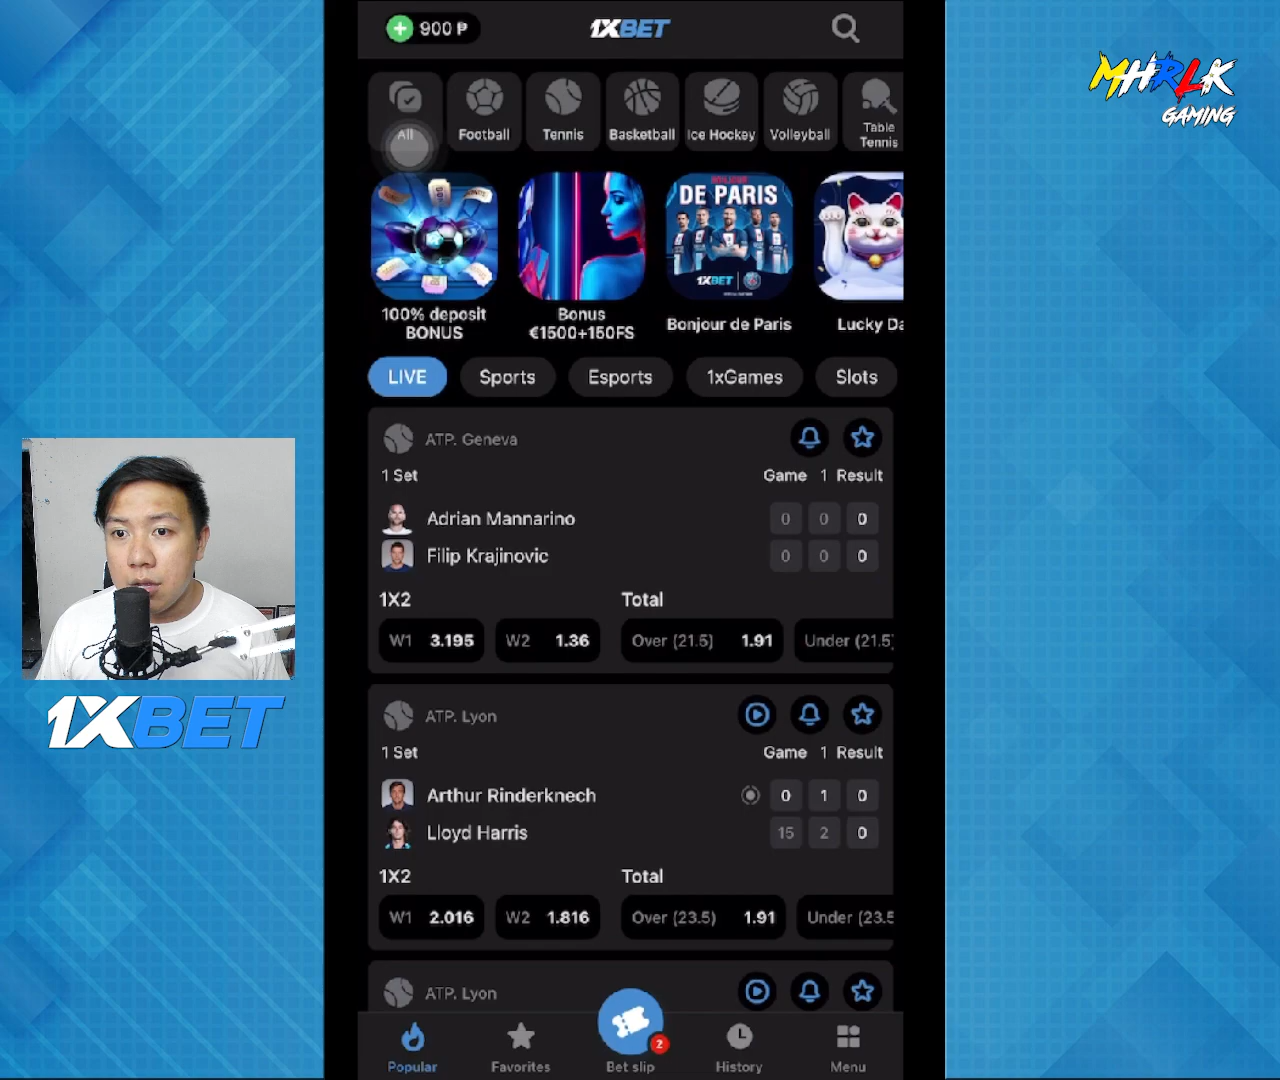 900 ₱
1XBET
MHRLK
GAMING
All
Football
Tennis
Basketball
Ice Hockey
Volleyball
Table
Tennis
BONJOUR
DE PARIS
1XBET
100% deposit
BONUS
Bonus
€1500+150FS
Bonjour de Paris
Lucky Da
LIVE
Sports
Esports
1xGames
Slots
ATP. Geneva
1 Set
Game 1 Result
Adrian Mannarino 0 0 0
Filip Krajinovic 0 0 0
1X2
Total
W1 3.195
W2 1.36
Over (21.5) 1.91
Under (21.5)
1XBET
ATP. Lyon
1 Set
Game 1 Result
Arthur Rinderknech 0 1 0
Lloyd Harris 15 2 0
1X2
Total
W1 2.016
W2 1.816
Over (23.5) 1.91
Under (23.5
ATP. Lyon
2
Popular
Favorites
Bet slip
History
Menu